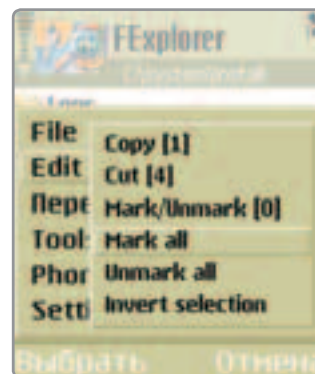 FExplorer
File
Edit
Пере
Tool
Phor
Setti
Copy [1]
Cut [4]
Mark/Unmark [0]
Mark all
Unmark all
Invert selection
Выбрать Отмена